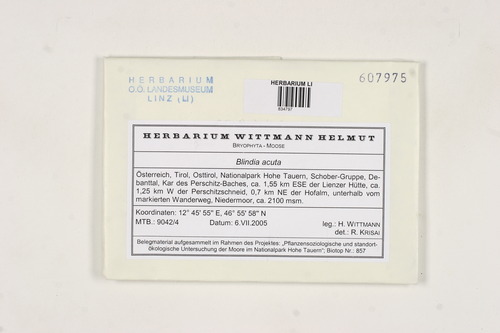 HERBARIUM
O.Ö. LANDESMUSEUM
LINZ (LI)
HERBARIUM LI
834797
607975
HERBARIUM WITTMANN HELMUT
BRYOPHYTA - MOOSE
Blindia acuta
Österreich, Tirol, Osttirol, Nationalpark Hohe Tauern, Schober-Gruppe, De-
banttal, Kar des Perschitz-Baches, ca. 1,55 km ESE der Lienzer Hütte, ca.
1,25 km W der Perschitzscheid, 0,7 km NE der Hofalm, unterhalb vom
markierten Wanderweg, Niedermoor, ca. 2100 msm.
Koordinaten: 12° 45' 55" E, 46° 55' 58" N
leg.: H. WITTMANN
MTB.: 9042/4 Datum: 6.VII.2005
det.: R. KRISAI
Belegmaterial aufgesammelt im Rahmen des Projektes: „Pflanzensoziologische und standort-
ökologische Untersuchung der Moore im Nationalpark Hohe Tauern"; Biotop Nr.: 857